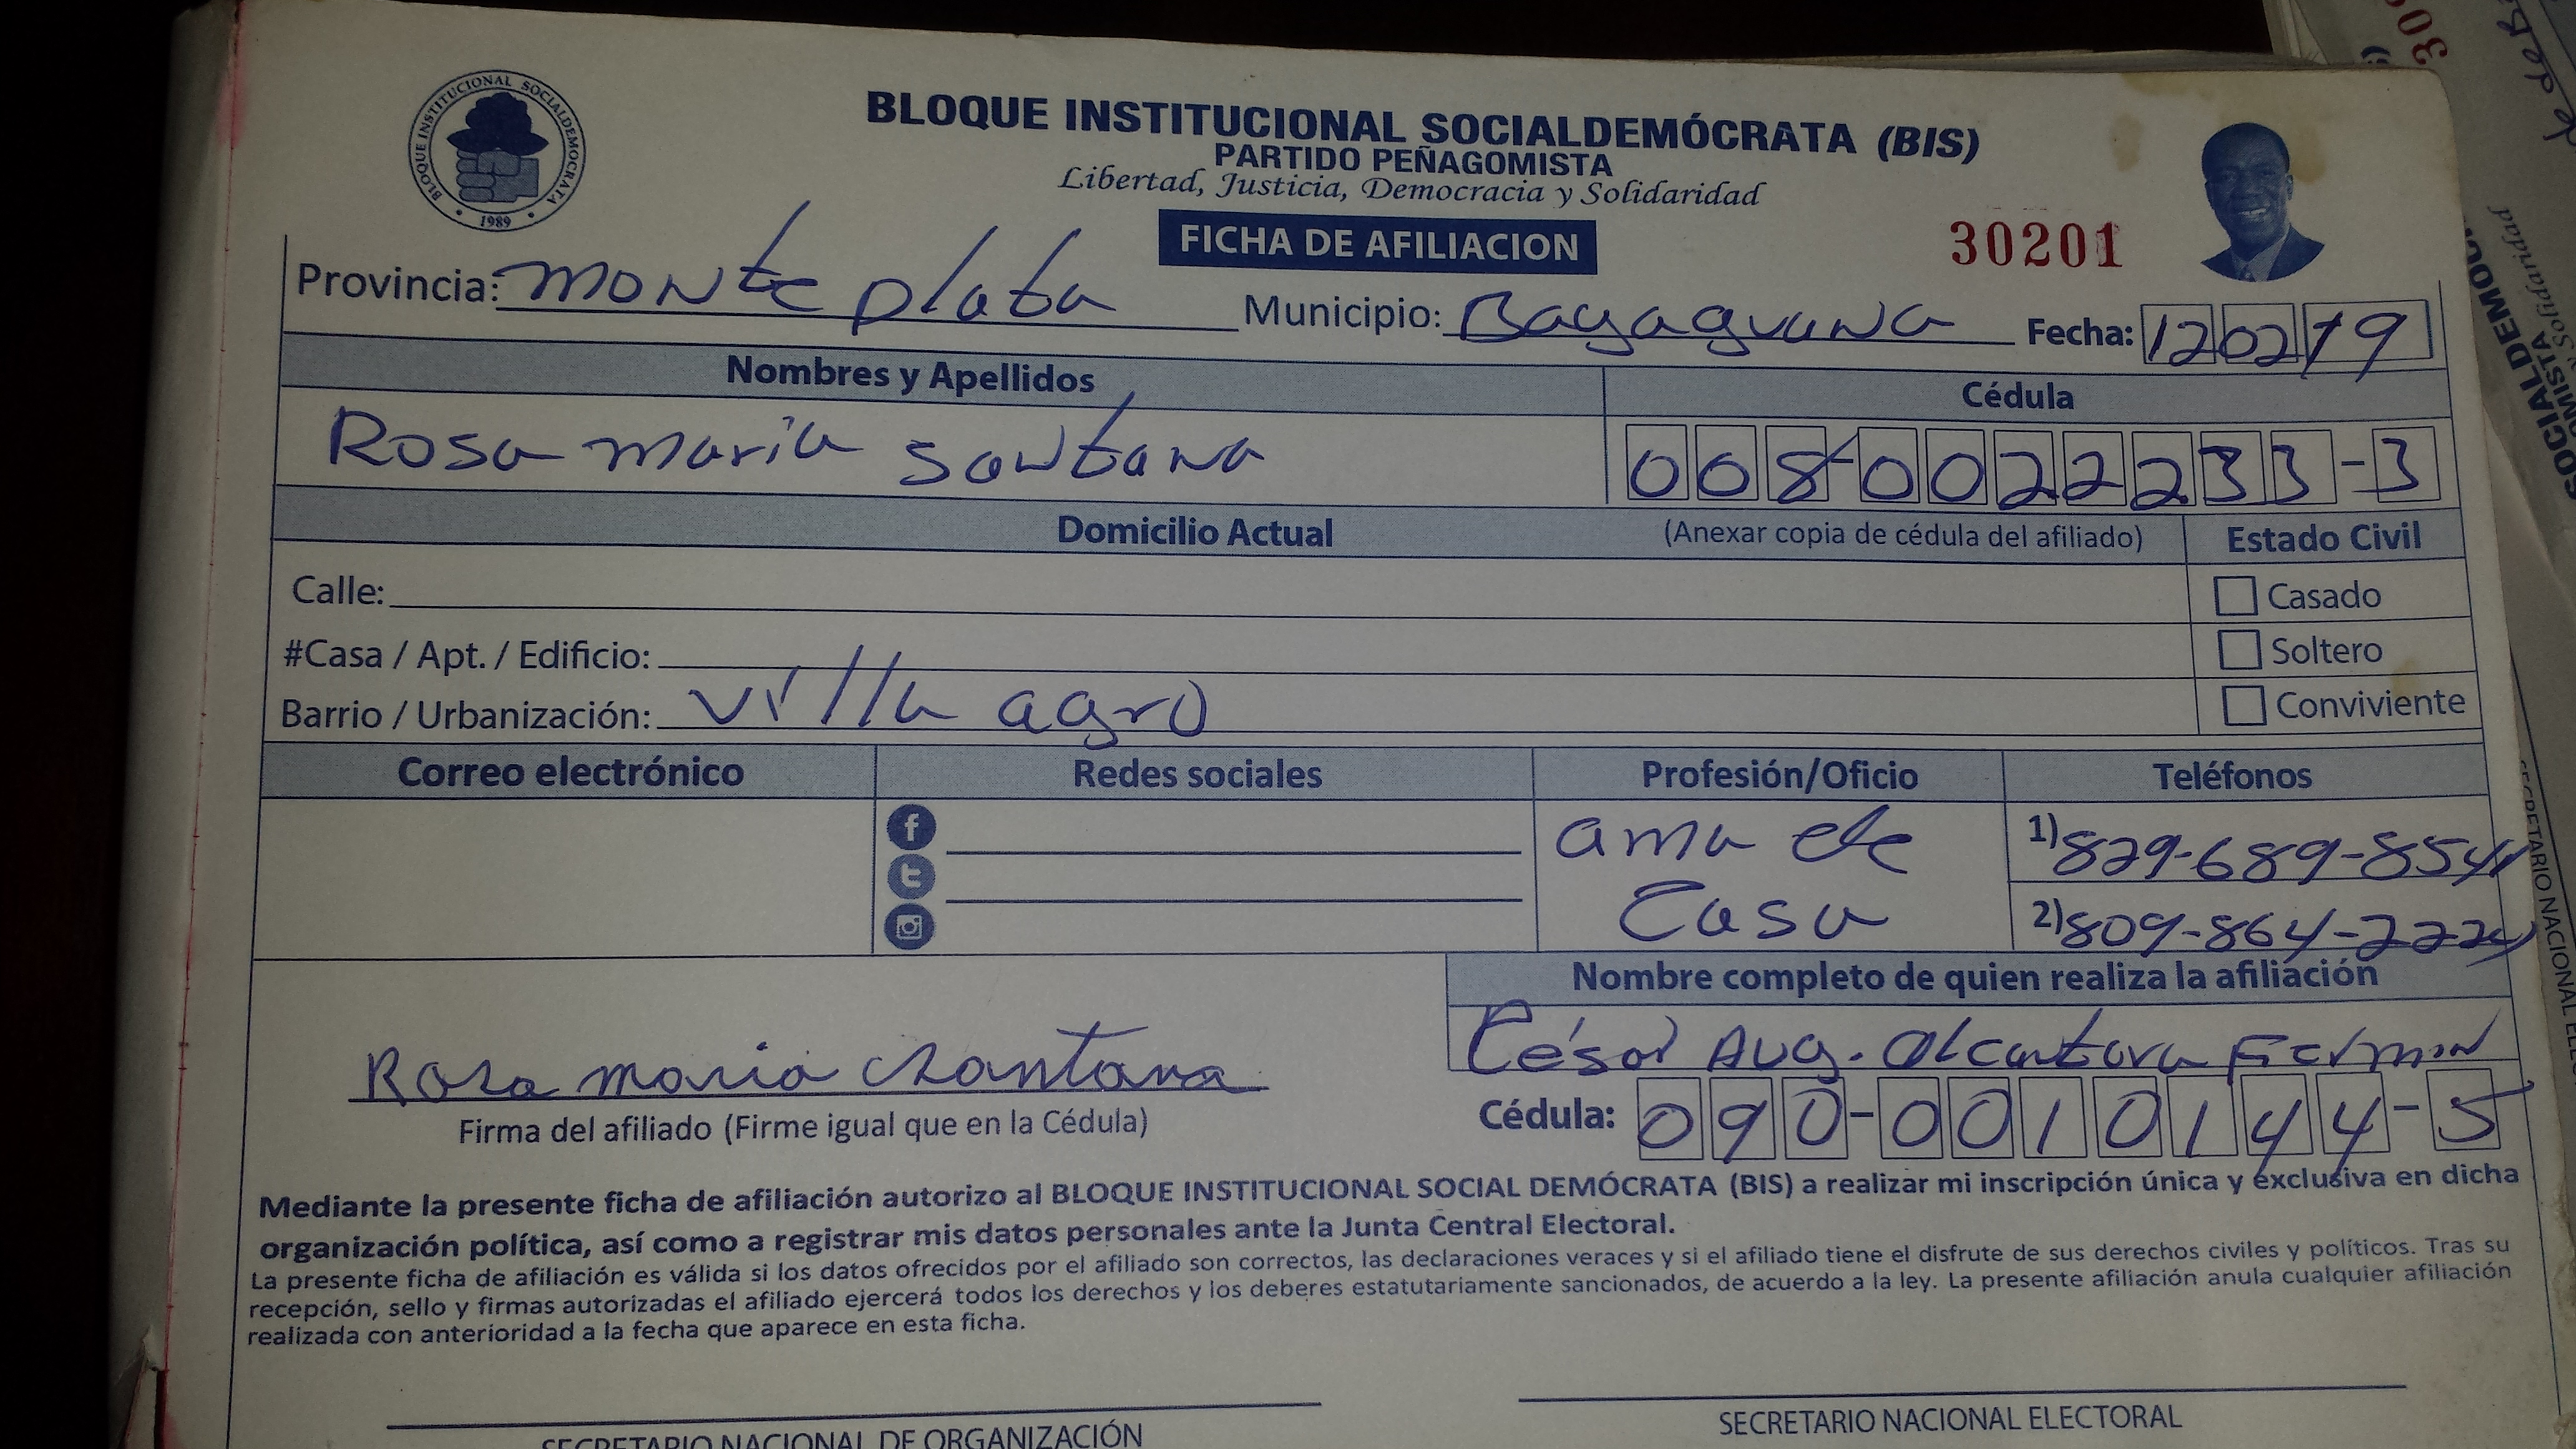 BLOQUE INSTITUCIONAL SOCIALDEMOCRATA
1989
BLOQUE INSTITUCIONAL SOCIALDEMÓCRATA (BIS)
PARTIDO PEÑAGOMISTA
Libertad, Justicia, Democracia y Solidaridad
FICHA DE AFILIACION
30201
Provincia: monte plata Municipio: Bayaguana Fecha: 120219
Nombres y Apellidos Cédula
Rosa maria santana 008-0022233-3
Domicilio Actual (Anexar copia de cédula del afiliado) Estado Civil
Calle: Casado
#Casa / Apt. / Edificio: Soltero
Barrio / Urbanización: villa agro Conviviente
Correo electrónico Redes sociales Profesión/Oficio Teléfonos
ama de casa
1) 829-689-8541
2) 809-864-2224
Nombre completo de quien realiza la afiliación
César Aug. Alcantara Fermin
Rosa maria Santana
Firma del afiliado (Firme igual que en la Cédula)
Cédula: 090-0010144-5
Mediante la presente ficha de afiliación autorizo al BLOQUE INSTITUCIONAL SOCIAL DEMÓCRATA (BIS) a realizar mi inscripción única y exclusiva en dicha
organización política, así como a registrar mis datos personales ante la Junta Central Electoral.
La presente ficha de afiliación es válida si los datos ofrecidos por el afiliado son correctos, las declaraciones veraces y si el afiliado tiene el disfrute de sus derechos civiles y políticos. Tras su
recepción, sello y firmas autorizadas el afiliado ejercerá todos los derechos y los deberes estatutariamente sancionados, de acuerdo a la ley. La presente afiliación anula cualquier afiliación
realizada con anterioridad a la fecha que aparece en esta ficha.
SECRETARIO NACIONAL DE ORGANIZACIÓN
SECRETARIO NACIONAL ELECTORAL